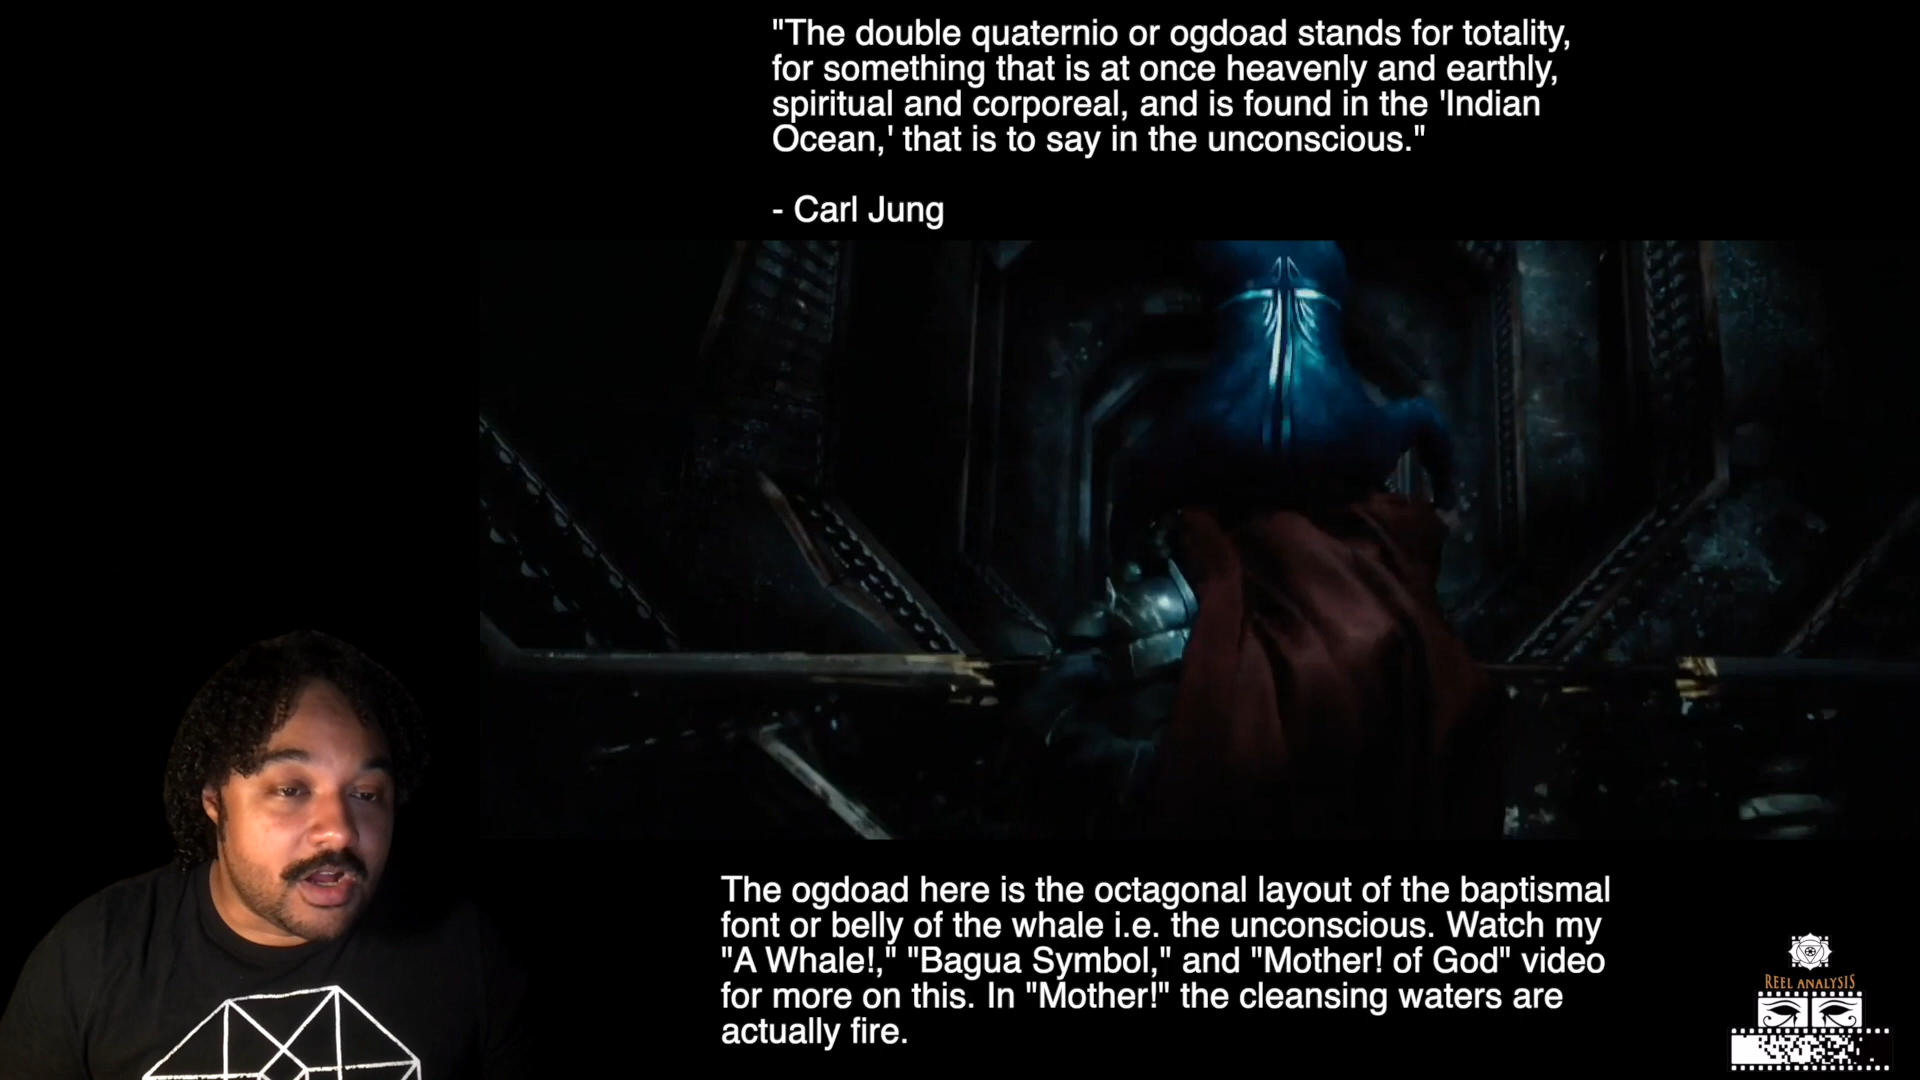 "The double quaternio or ogdoad stands for totality,
for something that is at once heavenly and earthly,
spiritual and corporeal, and is found in the 'Indian
Ocean,' that is to say in the unconscious."
- Carl Jung
The ogdoad here is the octagonal layout of the baptismal
font or belly of the whale i.e. the unconscious. Watch my
"A Whale!," "Bagua Symbol," and "Mother! of God" video
for more on this. In "Mother!" the cleansing waters are
actually fire.
REEL ANALYSIS